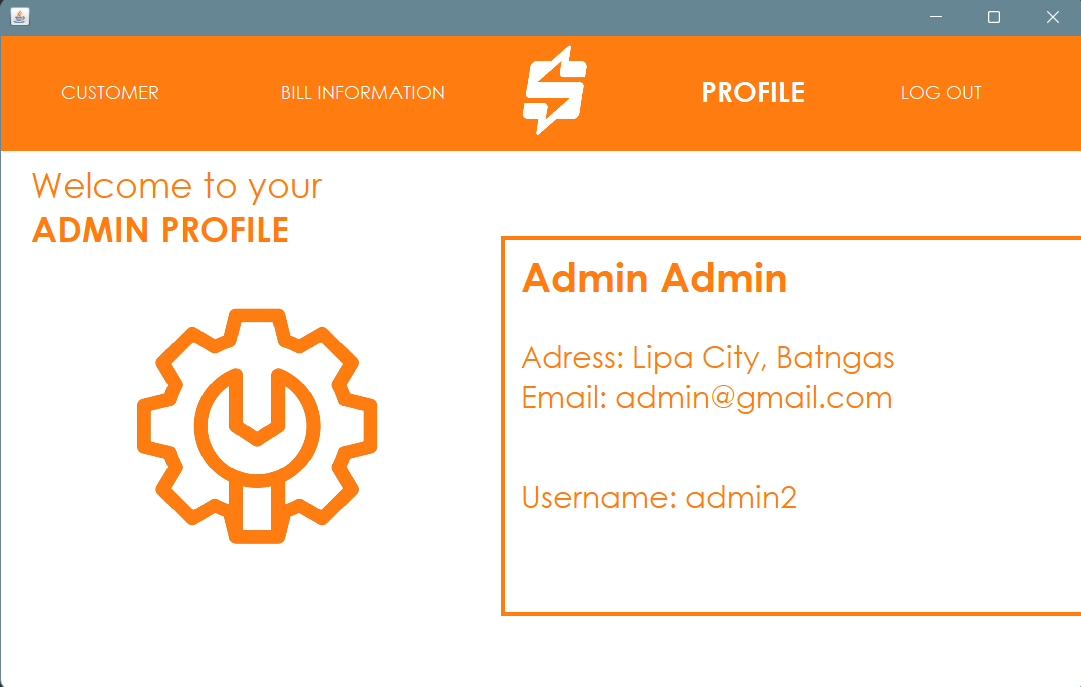 CUSTOMER
BILL INFORMATION
PROFILE
LOG OUT
Welcome to your
ADMIN PROFILE
Admin Admin
Adress: Lipa City, Batngas
Email: admin@gmail.com
Username: admin2